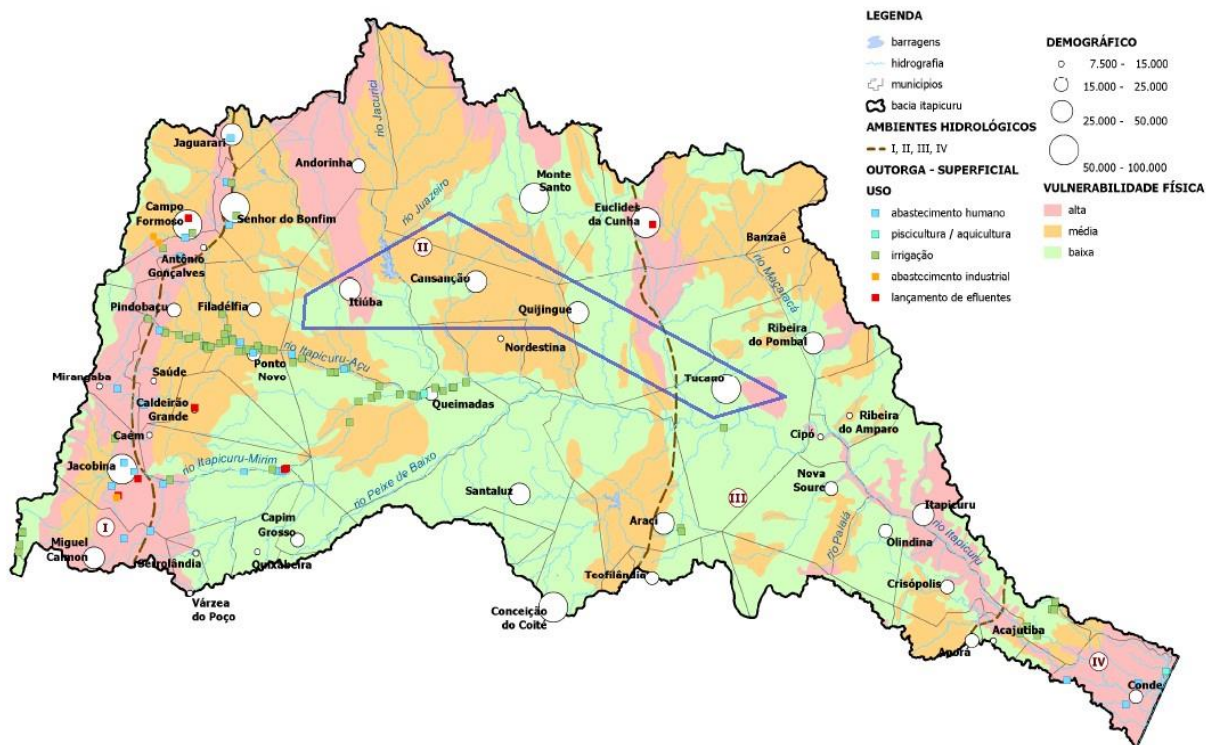 LEGENDA
barragens
hidrografia
municipios
bacia itapicuru
AMBIENTES HIDROLÓGICOS
I, II, III, IV
OUTORGA - SUPERFICIAL
USO
abastecimento humano
piscicultura / aquicultura
irrigação
abastecimento industrial
lançamento de efluentes
DEMOGRÁFICO
7.500 - 15.000
15.000 - 25.000
25.000 - 50.000
50.000 - 100.000
VULNERABILIDADE FÍSICA
alta
média
baixa
Jaguarari
Andorinha
rio Jacurici
rio Juazeiro
Monte
Santo
Euclides
da Cunha
Campo
Formoso
Senhor do Bonfim
Banzaê
Antônio
Gonçalves
II
Cansanção
rio Maçaracá
Itiúba
Pindobaçu
Filadélfia
Quijingue
Ribeira
do Pombal
Nordestina
rio Itapicuru-Açu
Ponto
Novo
Mirangaba
Saúde
Tucano
Caldeirão
Grande
Queimadas
Ribeira
do Amparo
Caém
Cipó
Jacobina
rio Itapicuru-Mirim
rio Peixe de Baixo
Nova
Soure
Santaluz
III
Itapicuru
I
Capim
Grosso
Araci
rio Itapicuru
Olindina
Miguel
Calmon
Serrolândia
Quixabeira
Teofilândia
Crisópolis
Várzea
do Poço
Conceição
do Coité
Acajutiba
Aporá
IV
Conde